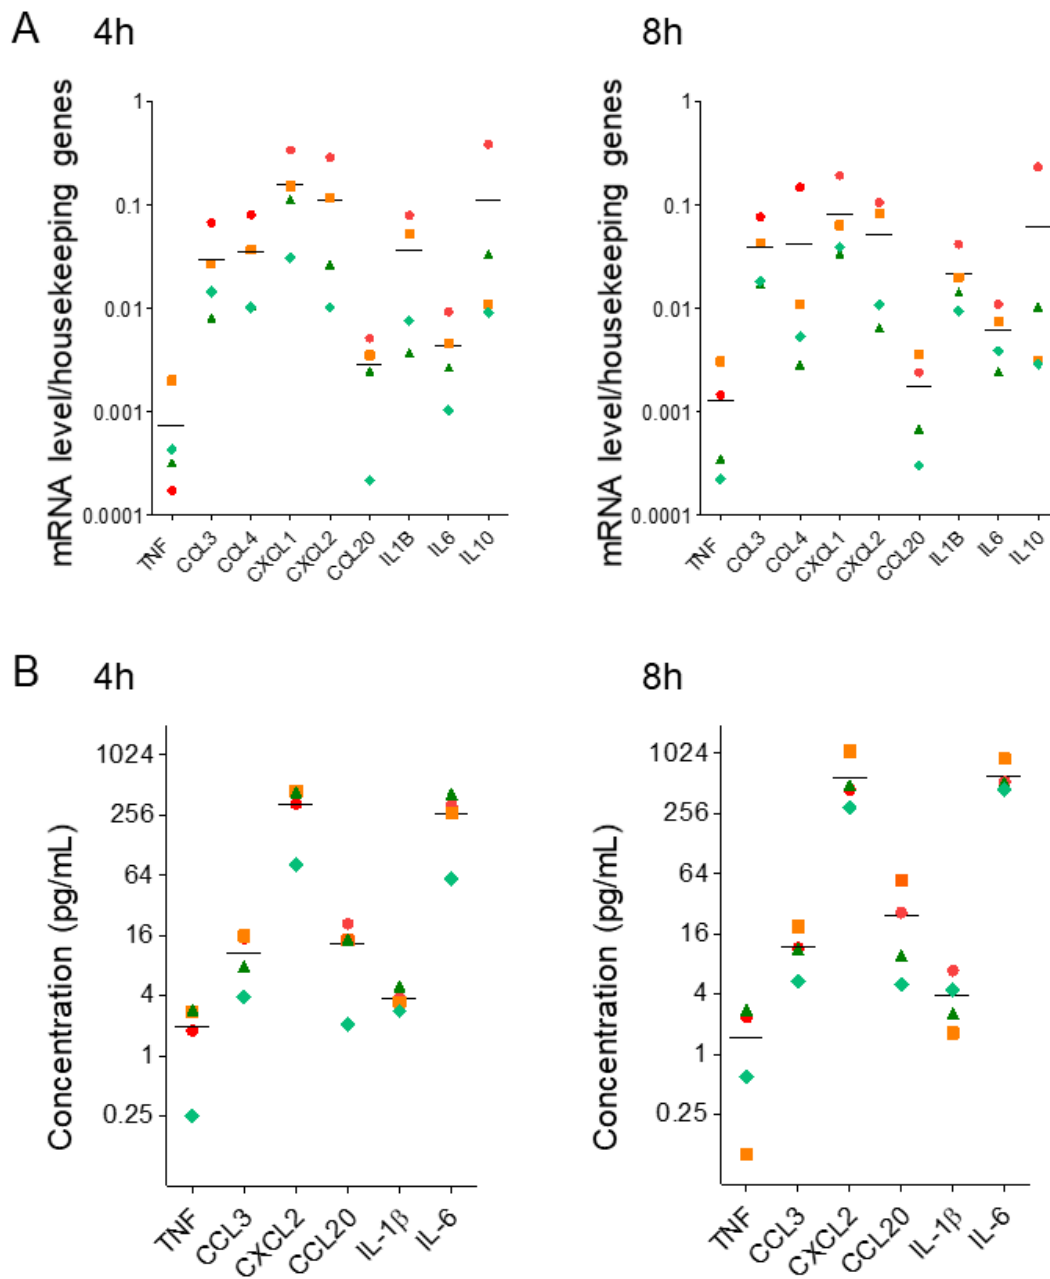 A
4h
8h
mRNA level/housekeeping genes
1
0.1
0.01
0.001
0.0001
TNF
CCL3
CCL4
CXCL1
CXCL2
CCL20
IL1B
IL6
IL10
mRNA level/housekeeping genes
1
0.1
0.01
0.001
0.0001
TNF
CCL3
CCL4
CXCL1
CXCL2
CCL20
IL1B
IL6
IL10
B
4h
8h
Concentration (pg/mL)
1024
256
64
16
4
1
0.25
TNF
CCL3
CXCL2
CCL20
IL-1β
IL-6
Concentration (pg/mL)
1024
256
64
16
4
1
0.25
TNF
CCL3
CXCL2
CCL20
IL-1β
IL-6